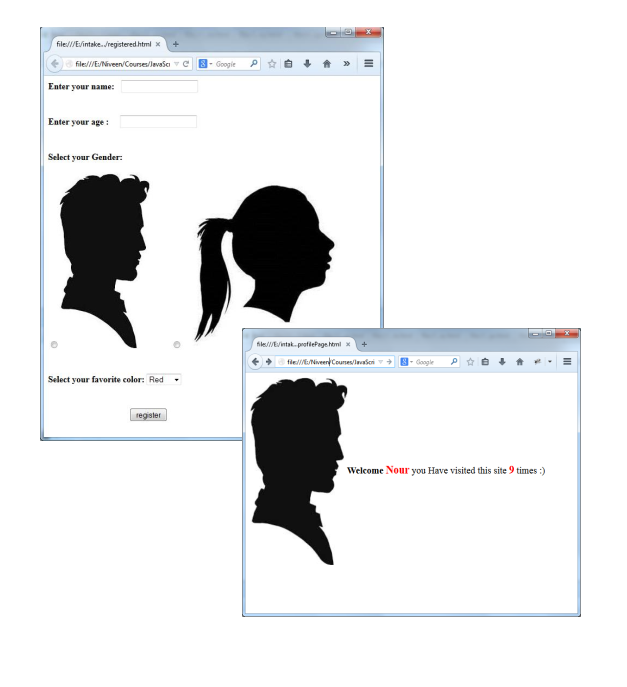 file:///E:/intake.../registered.html × +
file:///E:/Niveen/Courses/JavaScr
Google
Enter your name:
Enter your age :
Select your Gender:
Select your favorite color: Red
register
file:///E:/intak...profilePage.html × +
file:///E:/Niveen/Courses/JavaScri
Google
Welcome Nour you Have visited this site 9 times :)